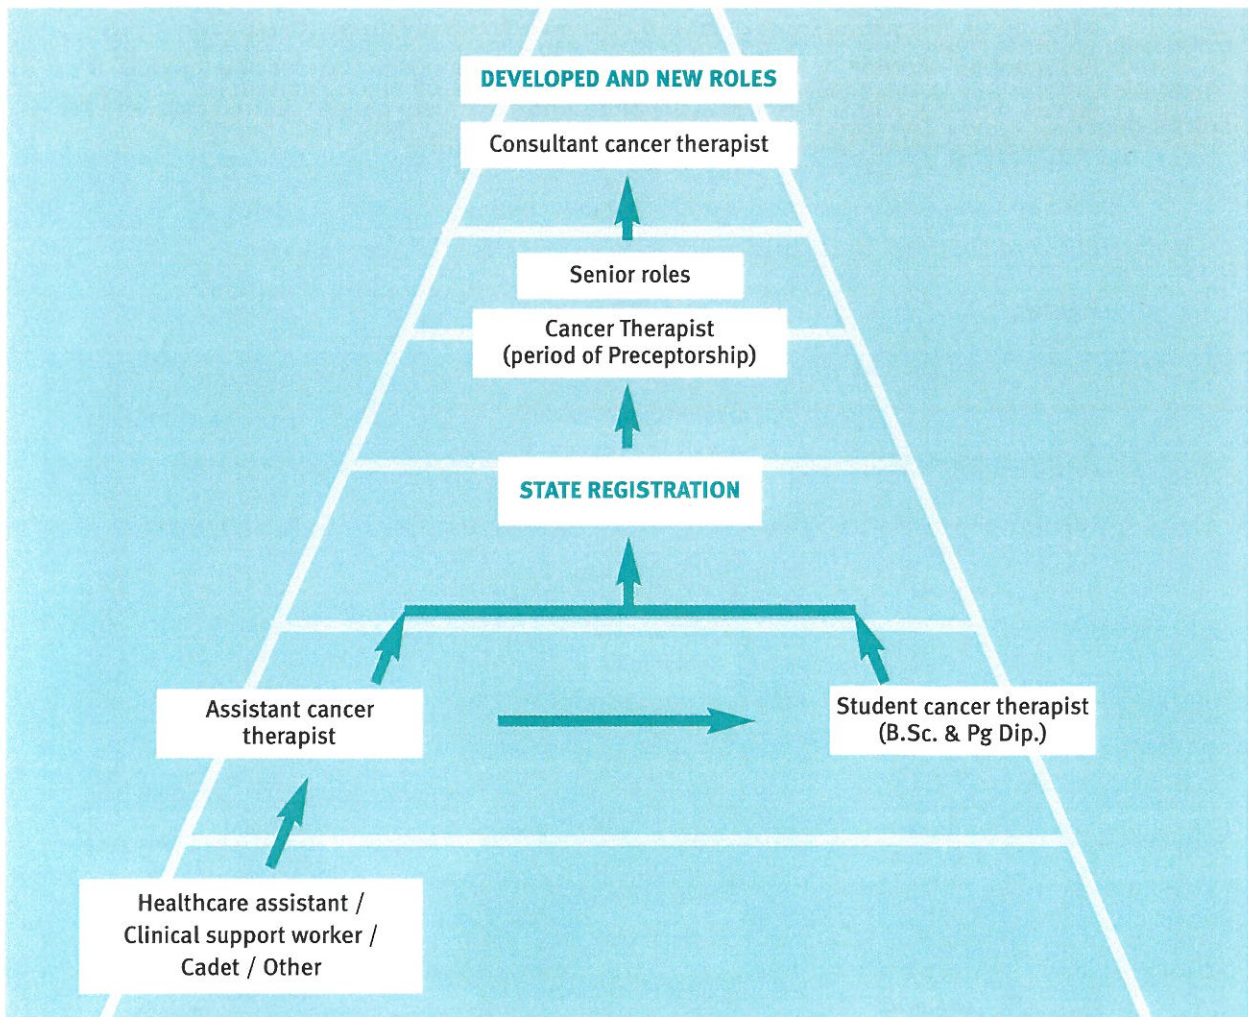 DEVELOPED AND NEW ROLES
Consultant cancer therapist
Senior roles
Cancer Therapist
(period of Preceptorship)
STATE REGISTRATION
Assistant cancer
therapist
Student cancer therapist
(B.Sc. & Pg Dip.)
Healthcare assistant /
Clinical support worker /
Cadet / Other